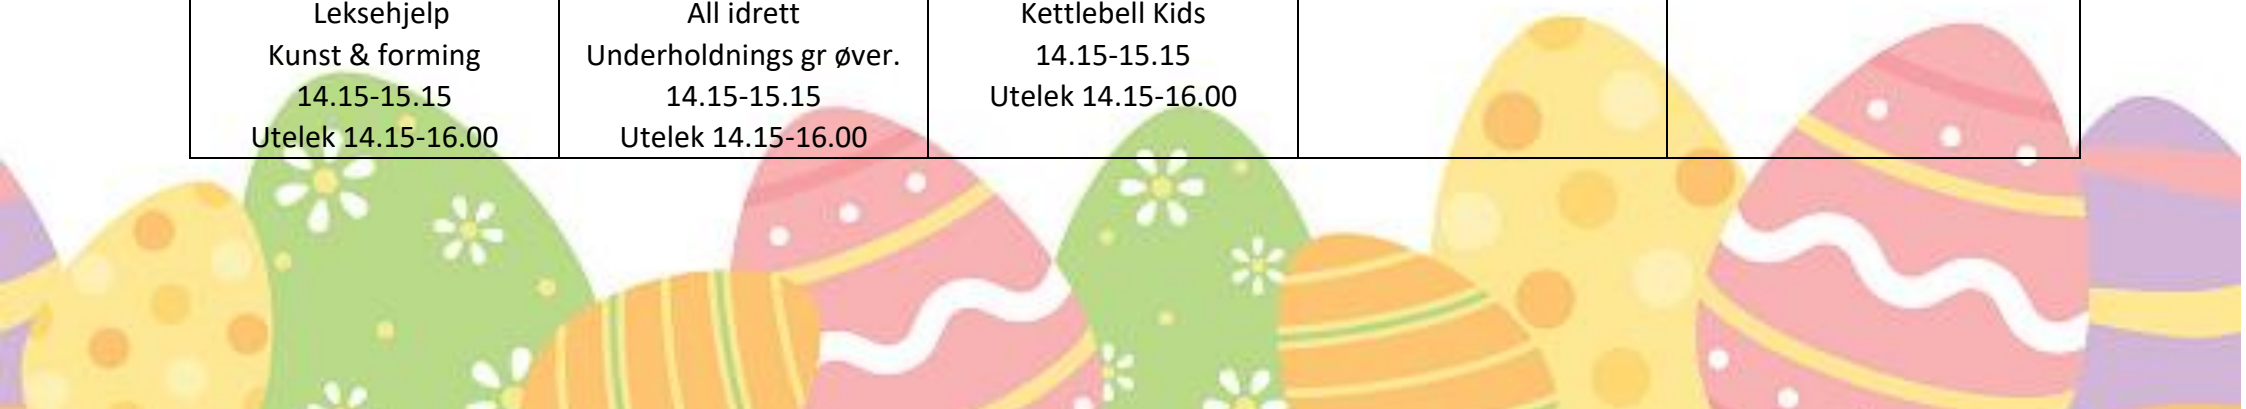 Leksehjelp
Kunst & forming
14.15-15.15
Utelek 14.15-16.00
All idrett
Underholdnings gr øver.
14.15-15.15
Utelek 14.15-16.00
Kettlebell Kids
14.15-15.15
Utelek 14.15-16.00